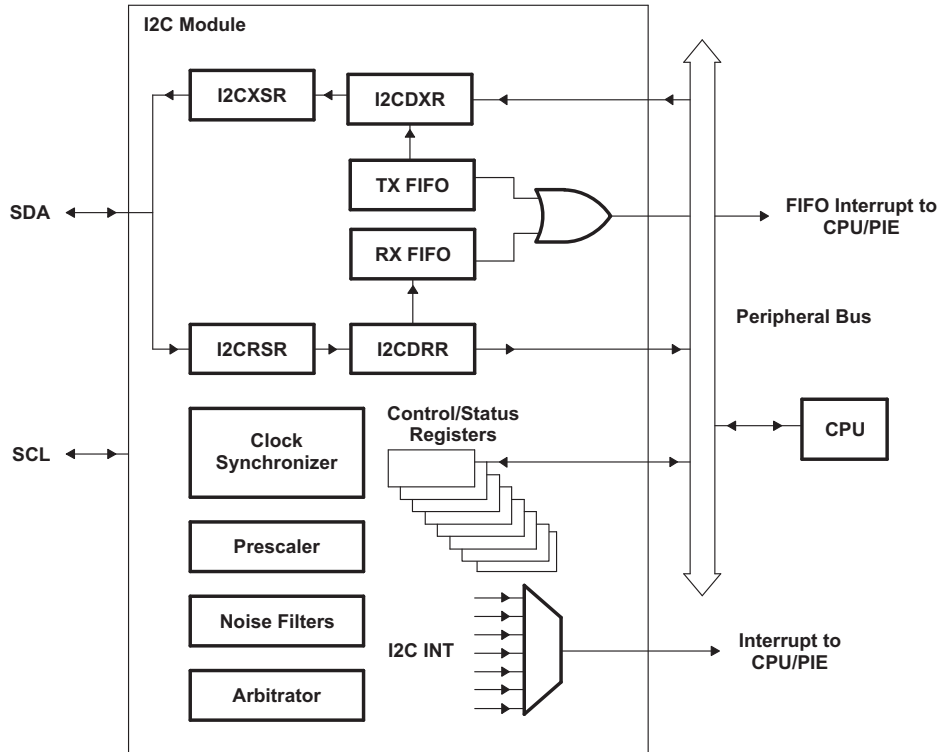 I2C Module
I2CXSR
I2CDXR
TX FIFO
SDA
FIFO Interrupt to
CPU/PIE
RX FIFO
Peripheral Bus
I2CRSR
I2CDRR
Control/Status
Registers
CPU
SCL
Clock
Synchronizer
Prescaler
Noise Filters
I2C INT
Interrupt to
CPU/PIE
Arbitrator